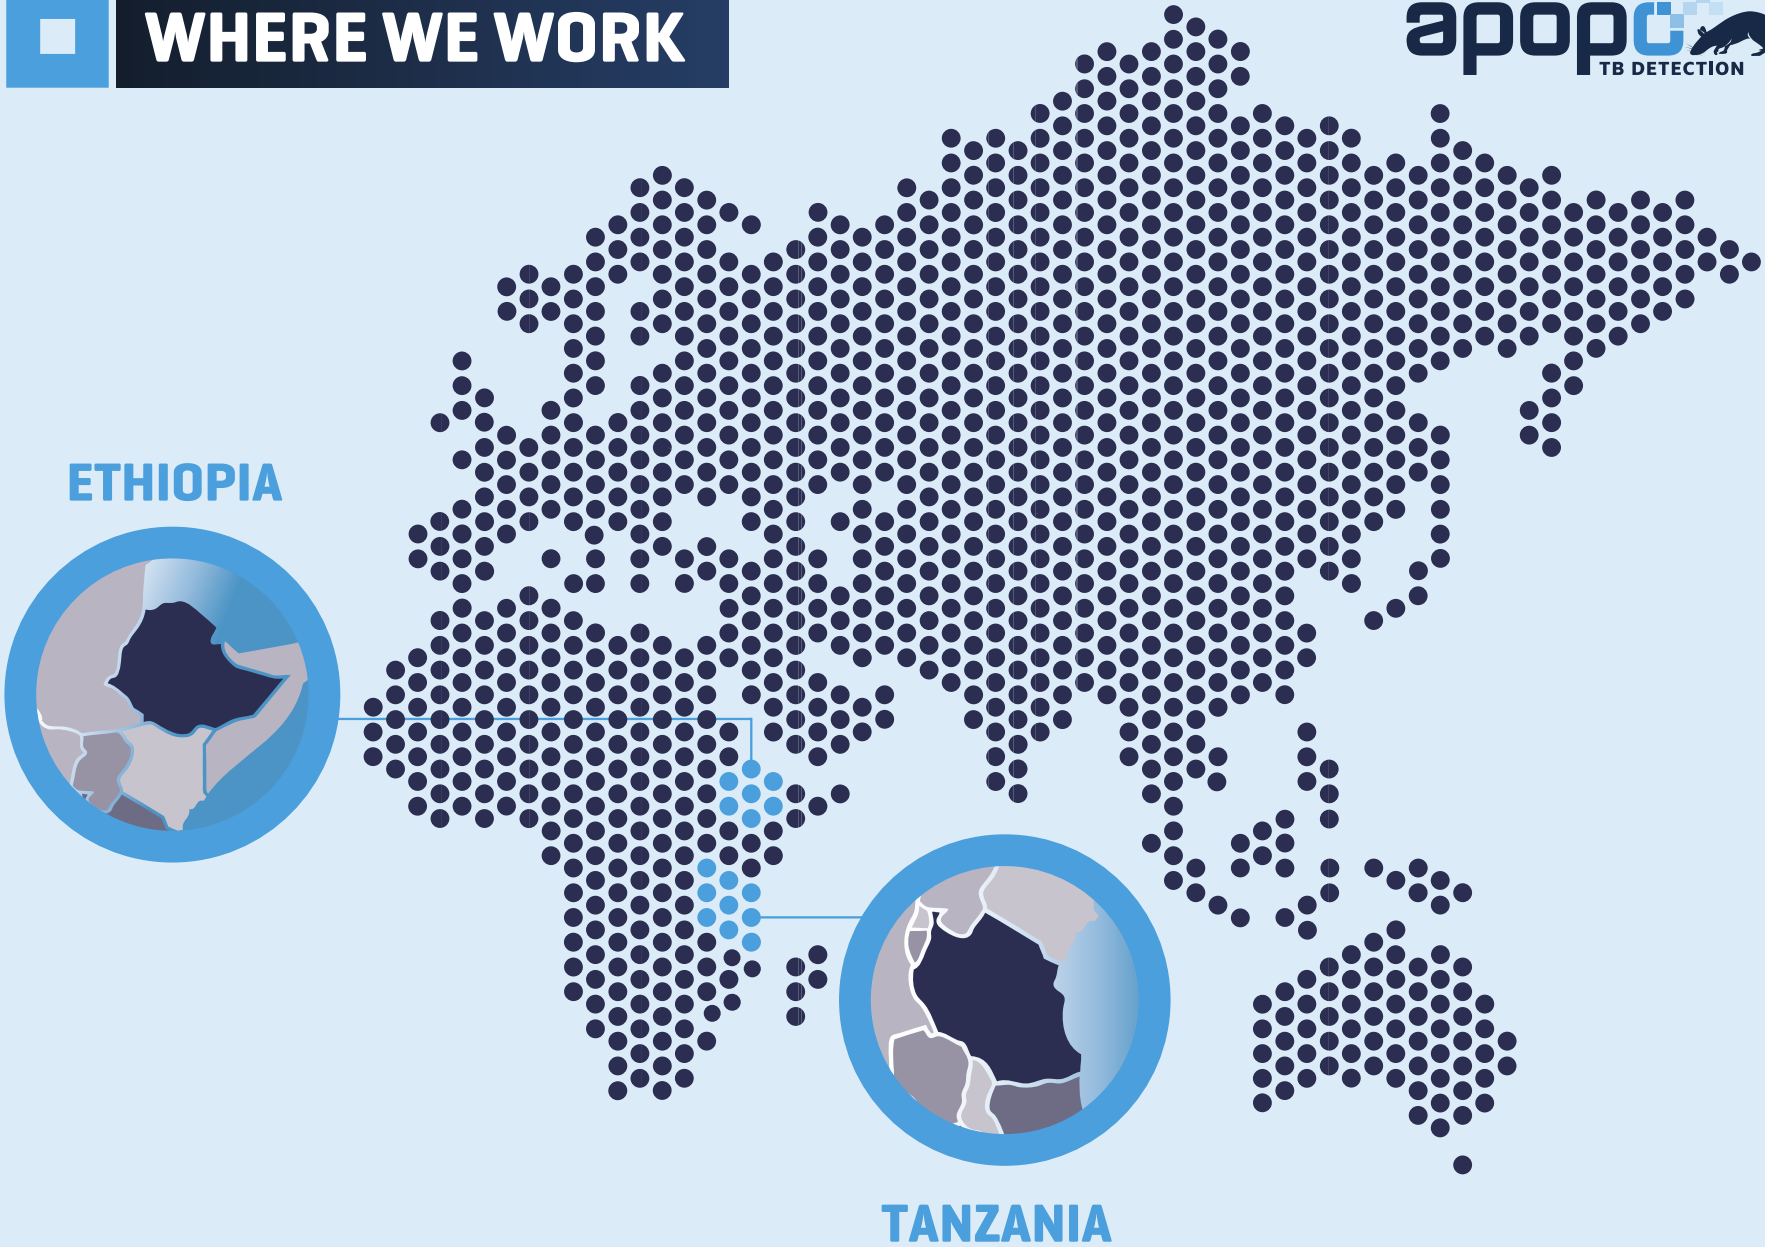 WHERE WE WORK
apopo
TB DETECTION
ETHIOPIA
TANZANIA